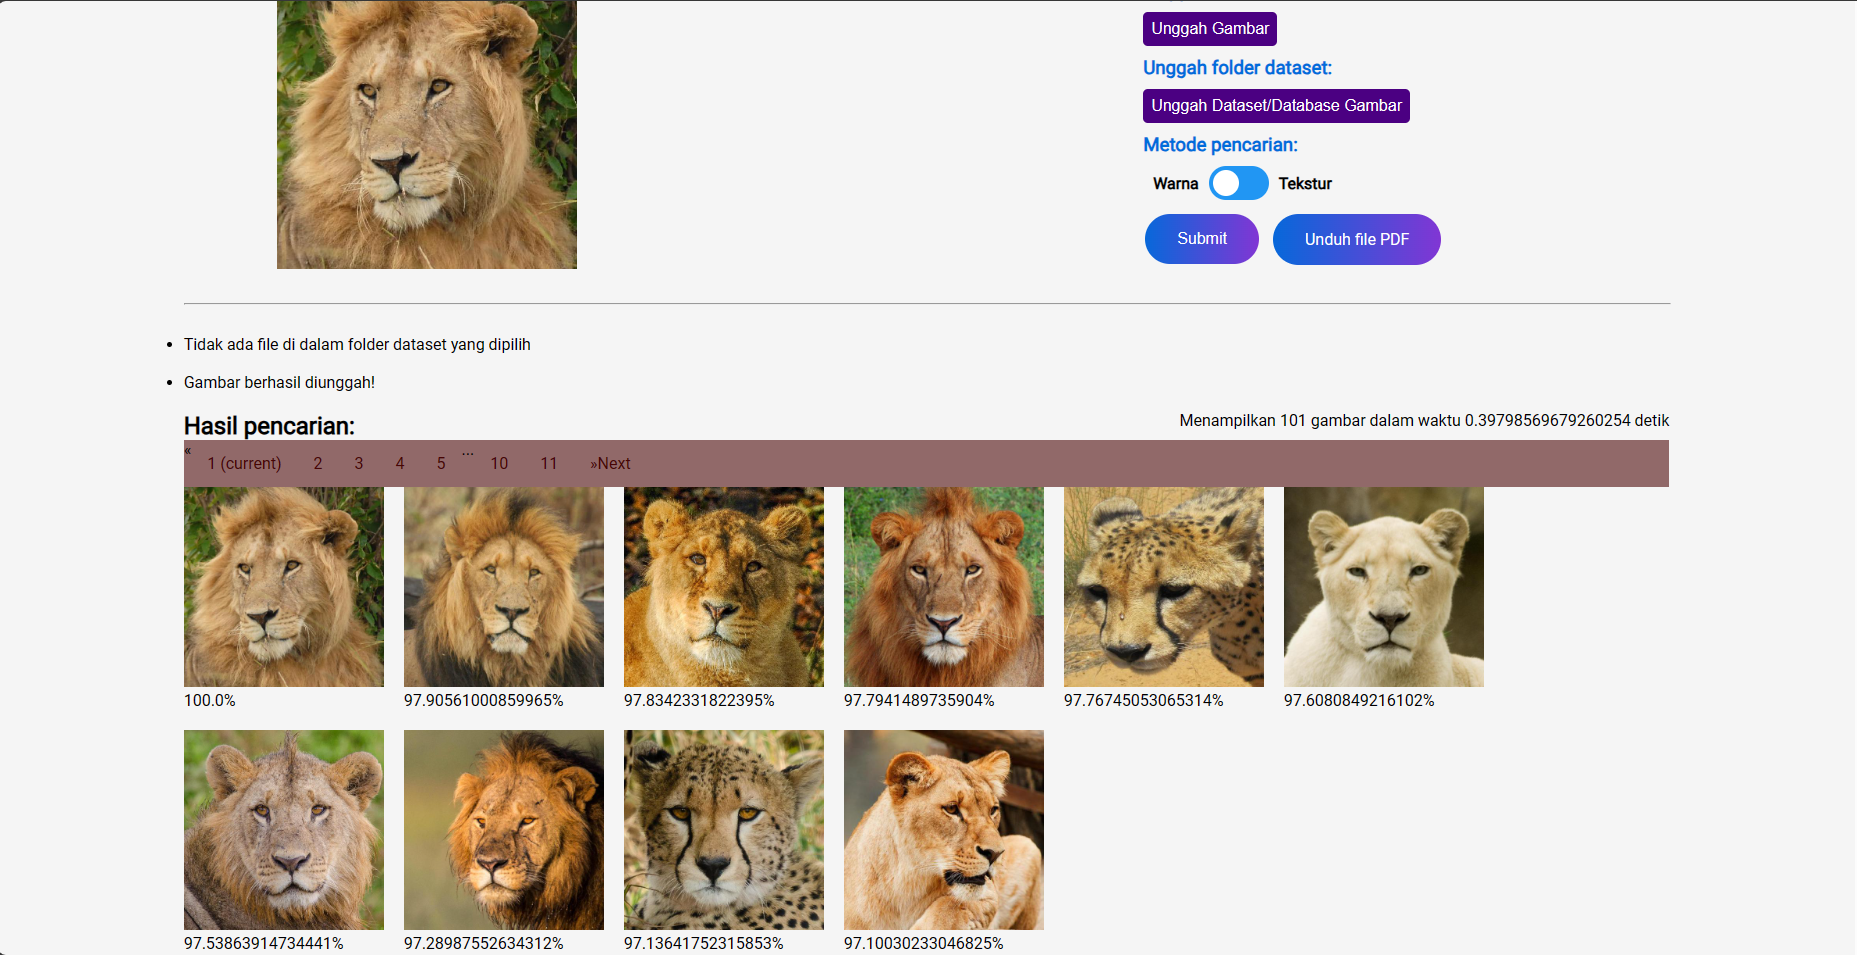 Unggah Gambar
Unggah folder dataset:
Unggah Dataset/Database Gambar
Metode pencarian:
Warna Tekstur
Submit Unduh file PDF
• Tidak ada file di dalam folder dataset yang dipilih
• Gambar berhasil diunggah!
Hasil pencarian: Menampilkan 101 gambar dalam waktu 0.39798569679260254 detik
« 1 (current) 2 3 4 5 ... 10 11 »Next
100.0% 97.90561000859965% 97.8342331822395% 97.7941489735904% 97.76745053065314% 97.6080849216102%
97.53863914734441% 97.28987552634312% 97.13641752315853% 97.10030233046825%